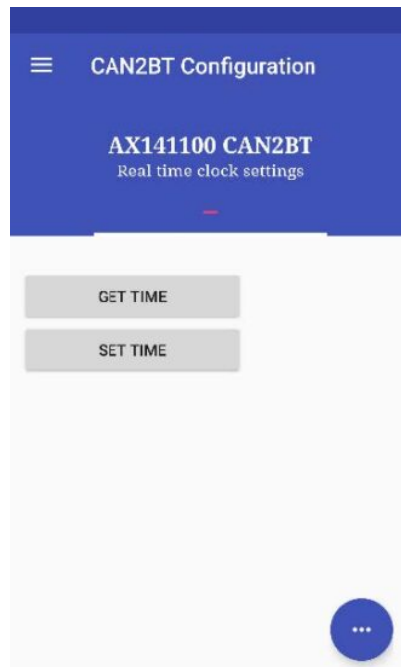 CAN2BT Configuration
AX141100 CAN2BT
Real time clock settings
GET TIME
SET TIME